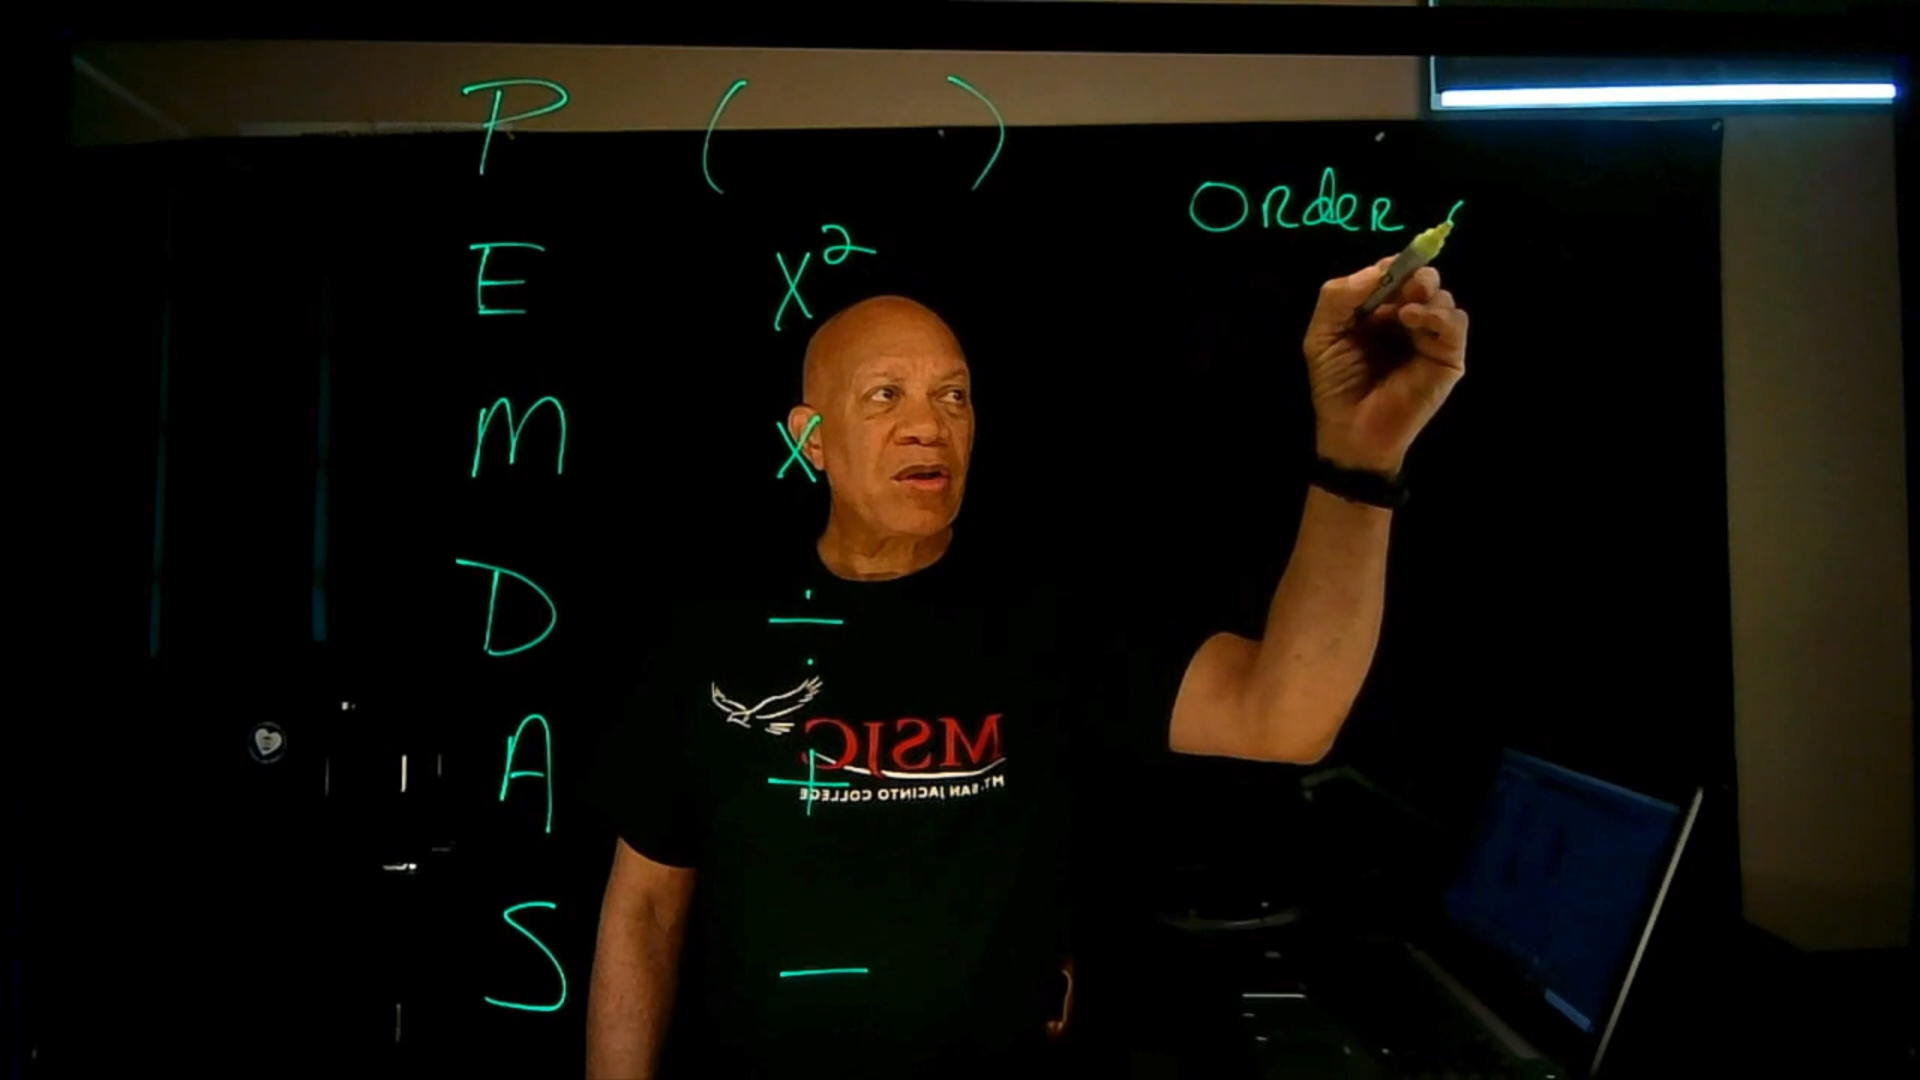 P ( )
Order
E x²
M x
D ÷
MSJC
A +
MT. SAN JACINTO COLLEGE
S −